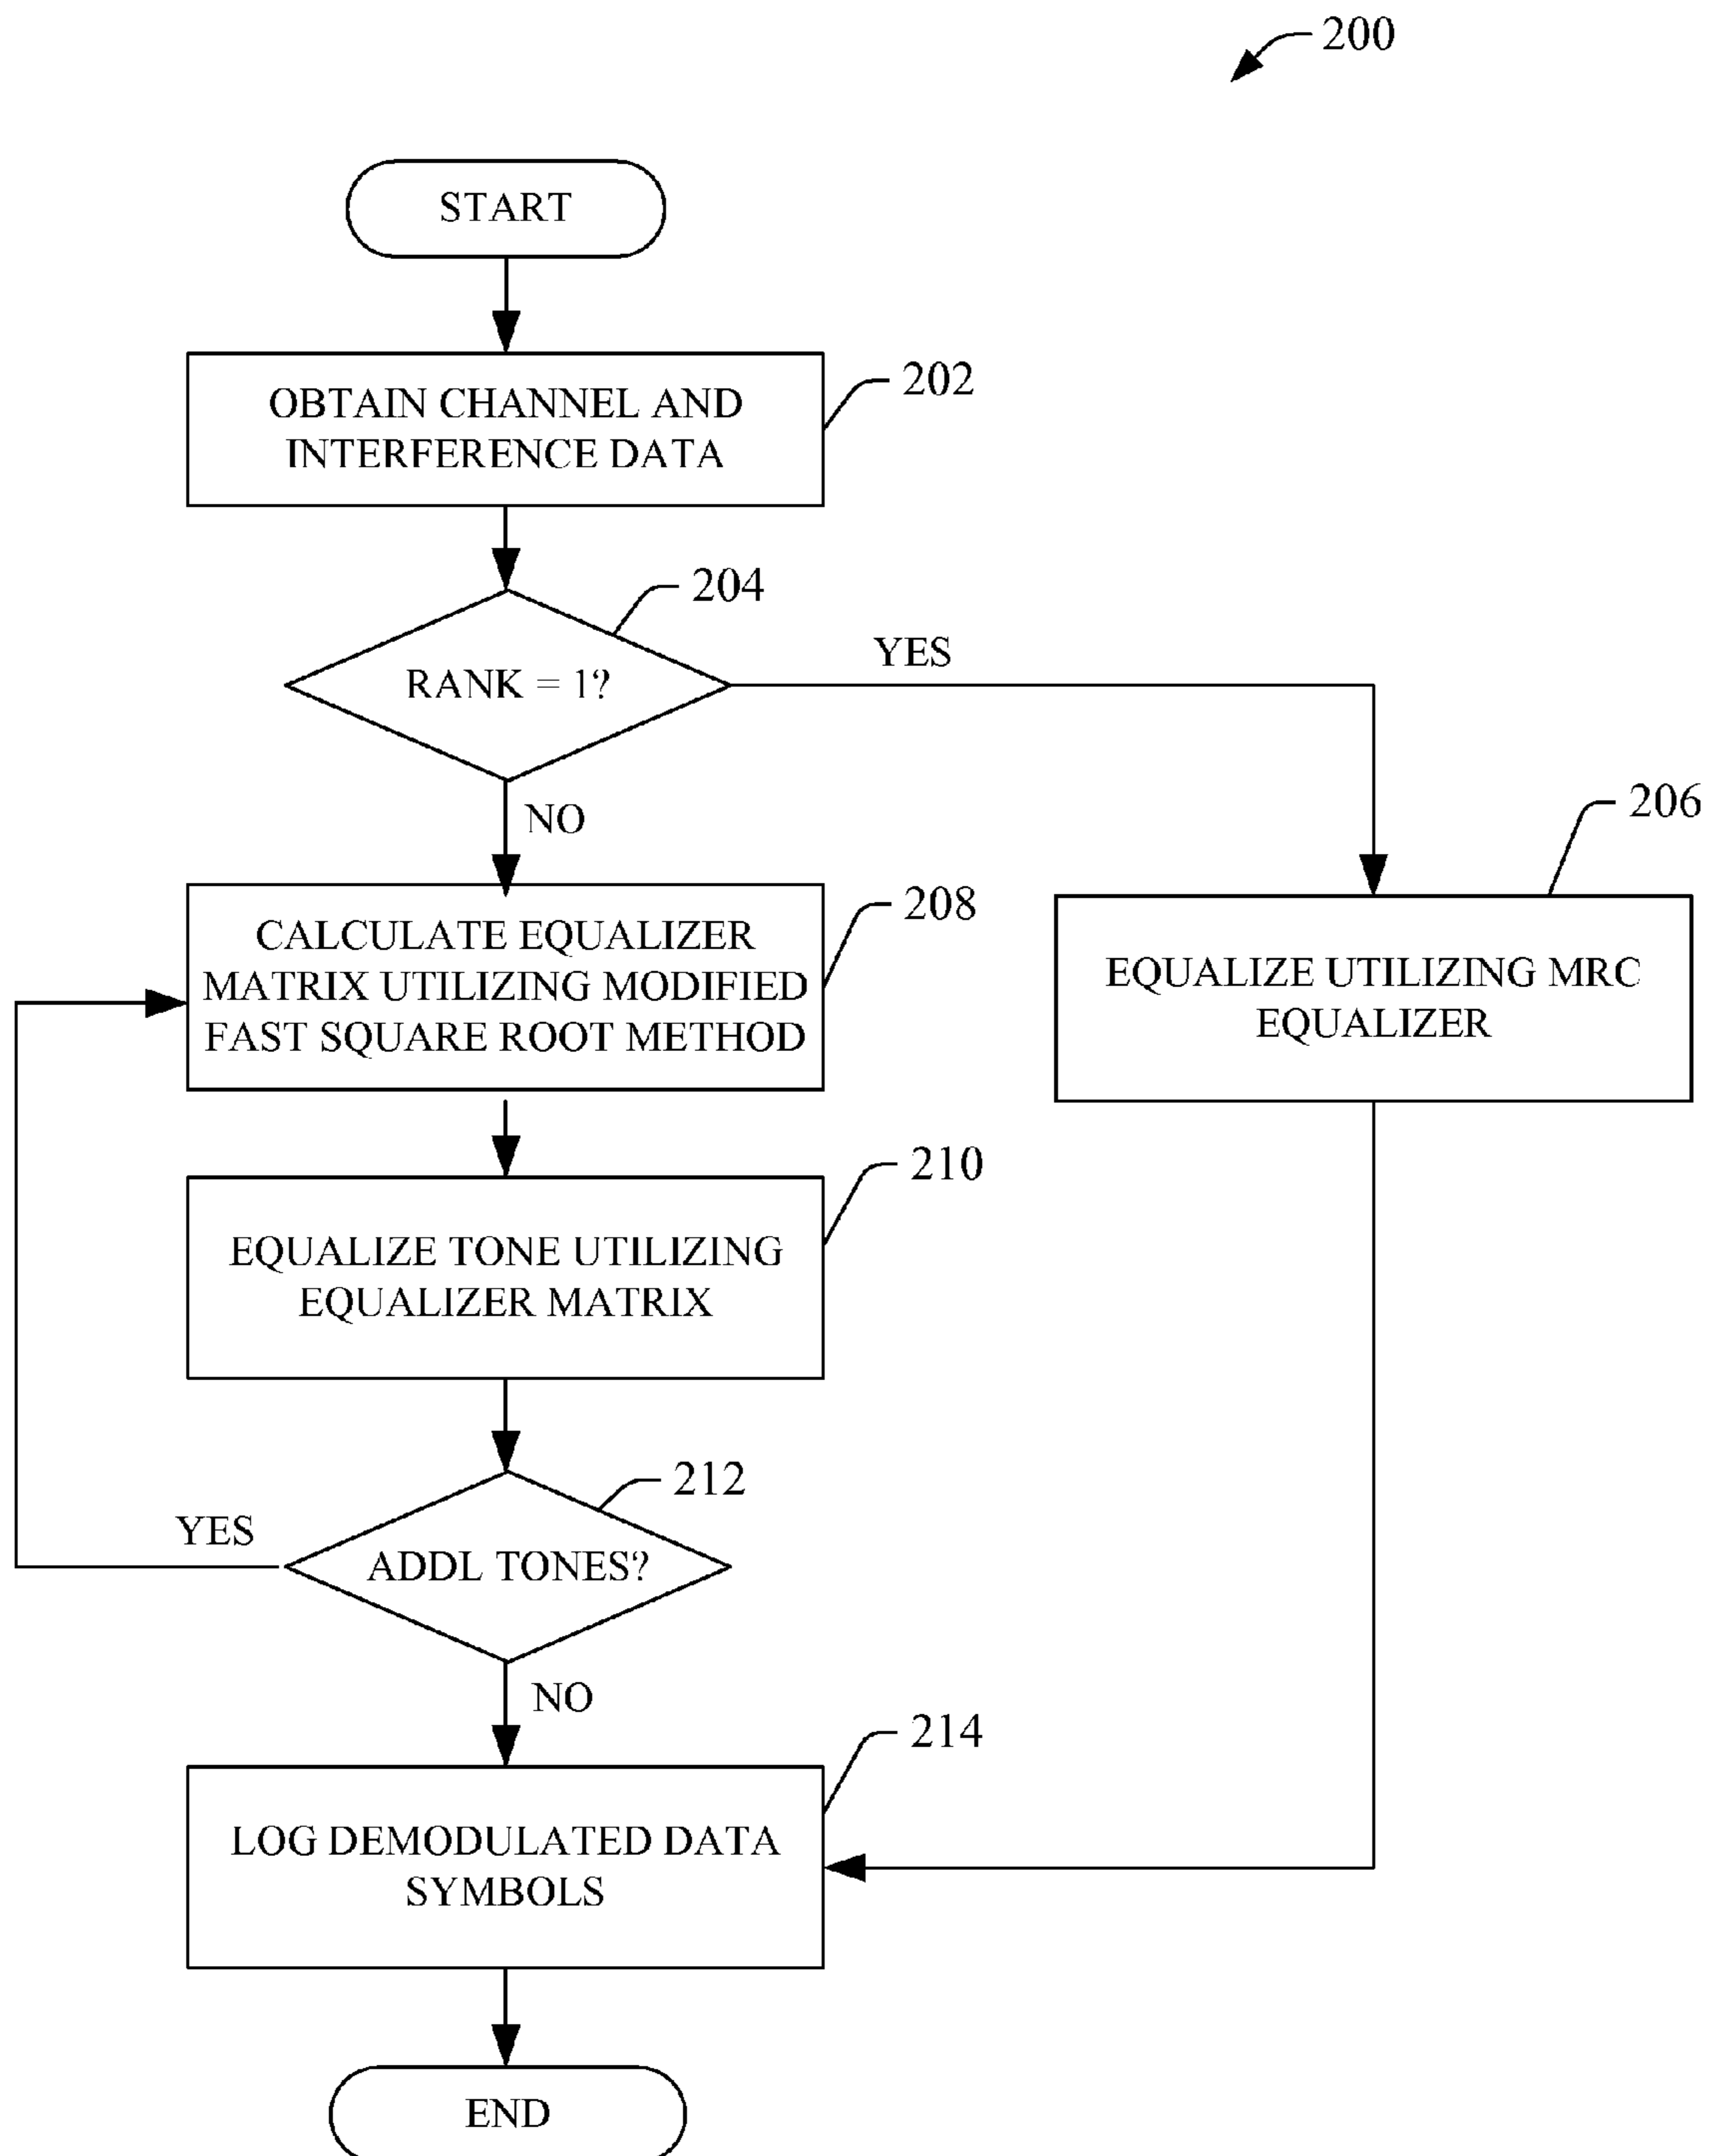 200
START
OBTAIN CHANNEL AND
INTERFERENCE DATA
202
204
RANK = 1?
YES
NO
206
EQUALIZE UTILIZING MRC
EQUALIZER
208
CALCULATE EQUALIZER
MATRIX UTILIZING MODIFIED
FAST SQUARE ROOT METHOD
210
EQUALIZE TONE UTILIZING
EQUALIZER MATRIX
212
YES
ADDL TONES?
NO
214
LOG DEMODULATED DATA
SYMBOLS
END